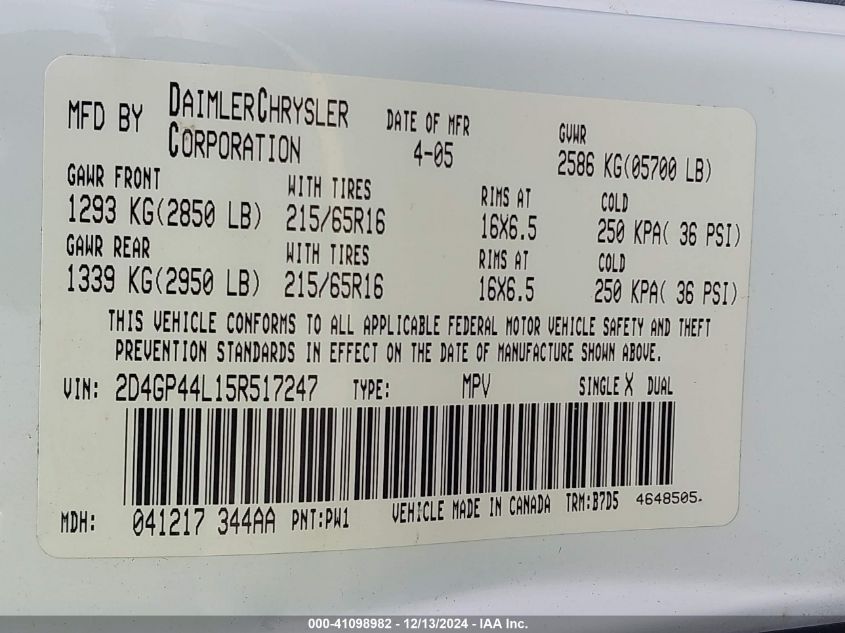 MFD BY DAIMLERCHRYSLER CORPORATION DATE OF MFR 4-05 GVWR 2586 KG(05700 LB)
GAWR FRONT WITH TIRES RIMS AT COLD
1293 KG(2850 LB) 215/65R16 16X6.5 250 KPA( 36 PSI)
GAWR REAR WITH TIRES RIMS AT COLD
1339 KG(2950 LB) 215/65R16 16X6.5 250 KPA( 36 PSI)
THIS VEHICLE CONFORMS TO ALL APPLICABLE FEDERAL MOTOR VEHICLE SAFETY AND THEFT
PREVENTION STANDARDS IN EFFECT ON THE DATE OF MANUFACTURE SHOWN ABOVE.
VIN: 2D4GP44L15R517247 TYPE: MPV SINGLE X DUAL
MDH: 041217 344AA PNT:PW1 VEHICLE MADE IN CANADA TRM:B7D5 4648505-
000-41098982 - 12/13/2024 - IAA Inc.